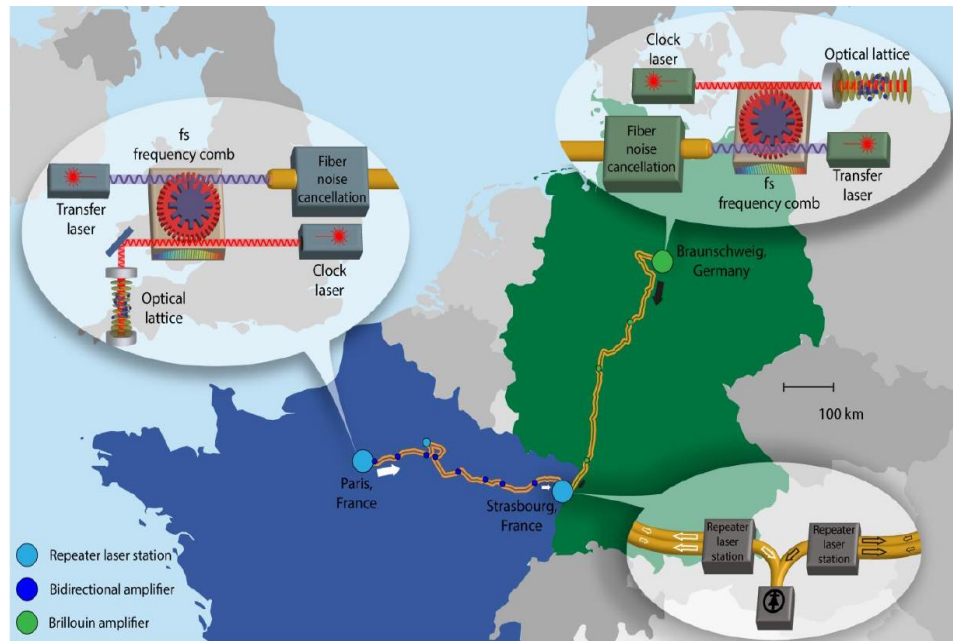 fs
frequency comb
Transfer
laser
Fiber
noise
cancellation
Clock
laser
Optical
lattice
Clock
laser
Optical lattice
Fiber
noise
cancellation
fs
frequency comb
Transfer
laser
Braunschweig,
Germany
100 km
Paris,
France
Strasbourg,
France
Repeater
laser
station
Repeater
laser
station
Repeater laser station
Bidirectional amplifier
Brillouin amplifier